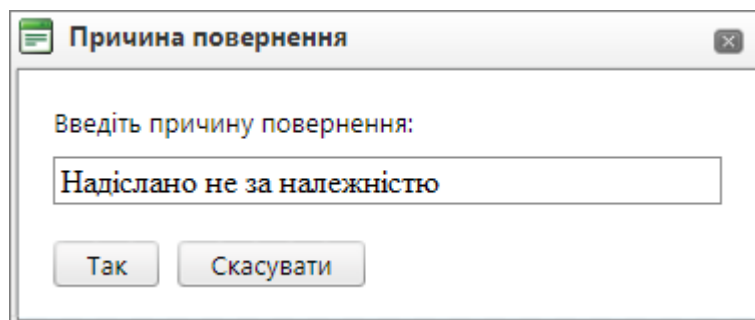 Причина повернення
Введіть причину повернення:
Надіслано не за належністю
Так Скасувати